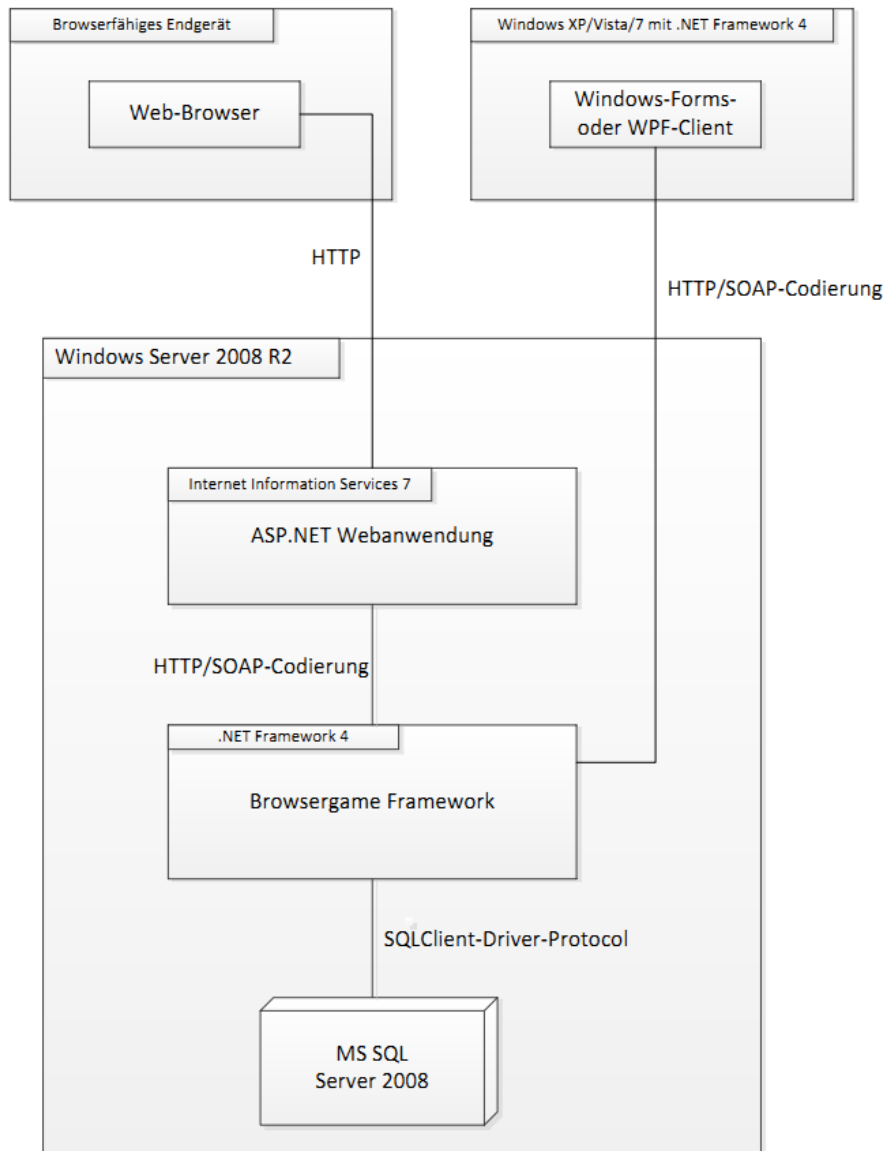 Browserfähiges Endgerät
Web-Browser
Windows XP/Vista/7 mit .NET Framework 4
Windows-Forms-
oder WPF-Client
HTTP
HTTP/SOAP-Codierung
Windows Server 2008 R2
Internet Information Services 7
ASP.NET Webanwendung
HTTP/SOAP-Codierung
.NET Framework 4
Browsergame Framework
SQLClient-Driver-Protocol
MS SQL
Server 2008